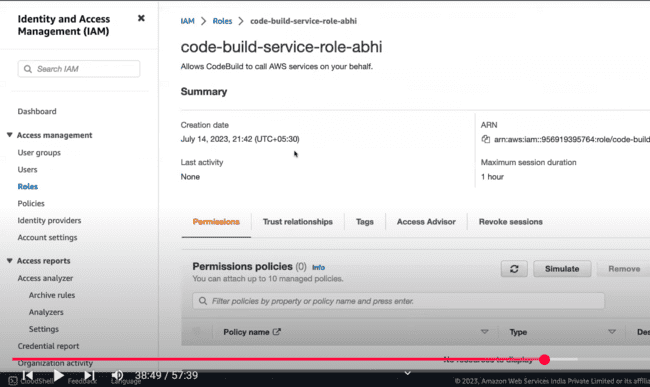 Identity and Access
Management (IAM)
Search IAM
Dashboard
Access management
User groups
Users
Roles
Policies
Identity providers
Account settings
Access reports
Access analyzer
Archive rules
Analyzers
Settings
Credential report
Organization activity
IAM > Roles > code-build-service-role-abhi
code-build-service-role-abhi
Allows CodeBuild to call AWS services on your behalf.
Summary
Creation date
July 14, 2023, 21:42 (UTC+05:30)
Last activity
None
ARN
arn:aws:iam::956919395764:role/code-build
Maximum session duration
1 hour
Permissions Trust relationships Tags Access Advisor Revoke sessions
Permissions policies (0) Info
You can attach up to 10 managed policies.
Simulate Remove
Filter policies by property or policy name and press enter.
Policy name Type Des
No resources to display
38:49 / 57:39
CloudShell Feedback Language
© 2023, Amazon Web Services India Private Limited or its affilia